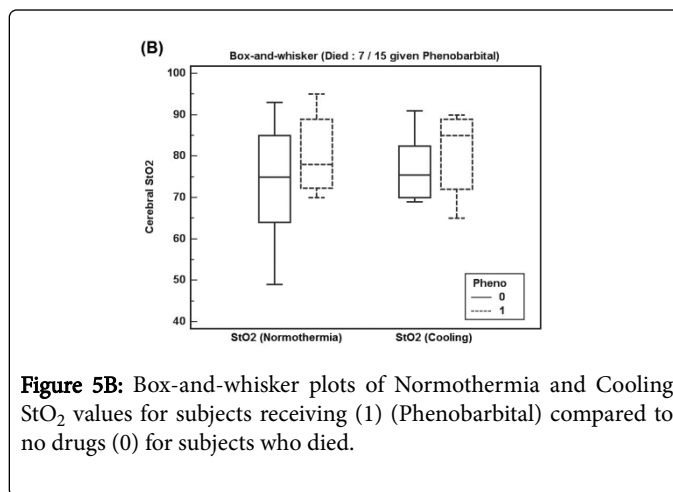 (B)
Box-and-whisker (Died : 7 / 15 given Phenobarbital)
100
90
80
70
60
50
40
Cerebral StO2
StO2 (Normothermia)
StO2 (Cooling)
Pheno
0
1
Figure 5B: Box-and-whisker plots of Normothermia and Cooling
StO₂ values for subjects receiving (1) (Phenobarbital) compared to
no drugs (0) for subjects who died.